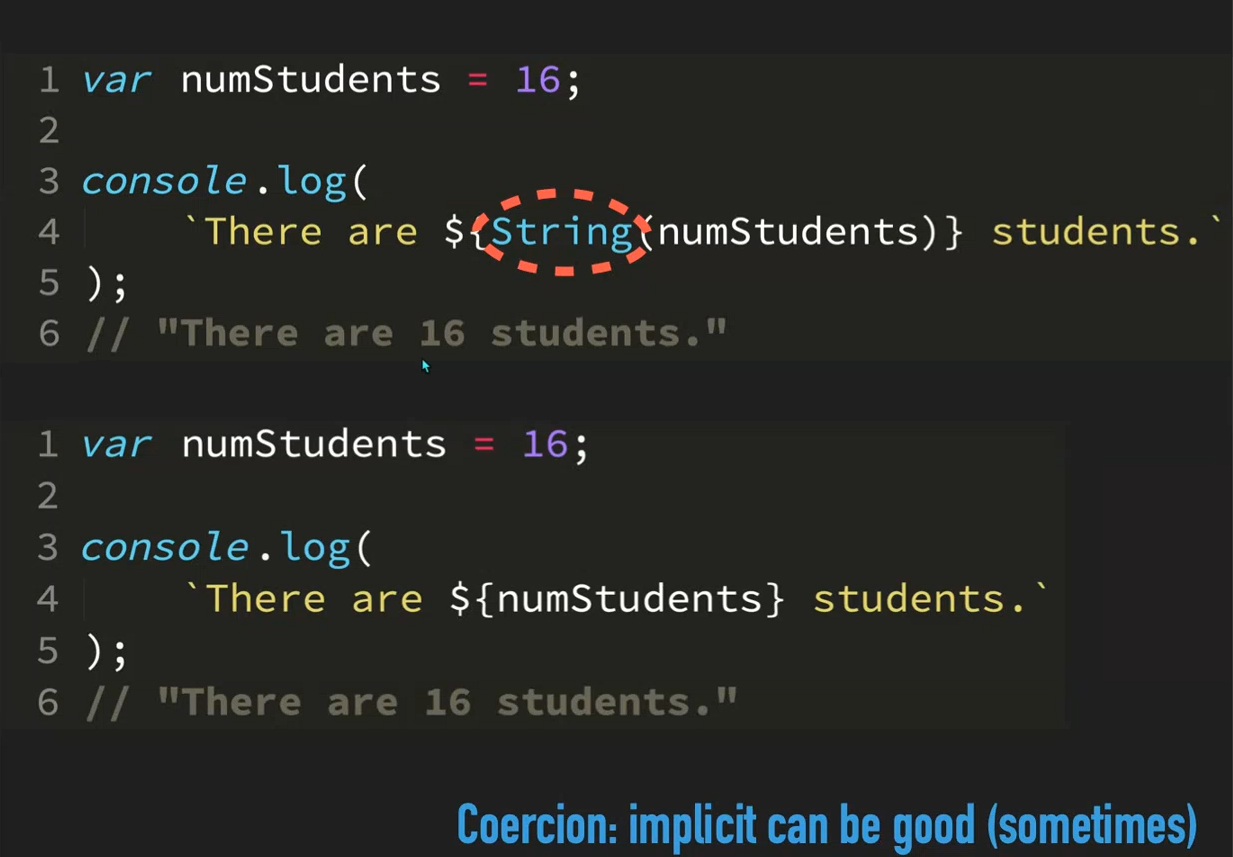 1 var numStudents = 16;
2
3 console.log(
4     `There are ${String(numStudents)} students.`
5 );
6 // "There are 16 students."
1 var numStudents = 16;
2
3 console.log(
4     `There are ${numStudents} students.`
5 );
6 // "There are 16 students."
Coercion: implicit can be good (sometimes)